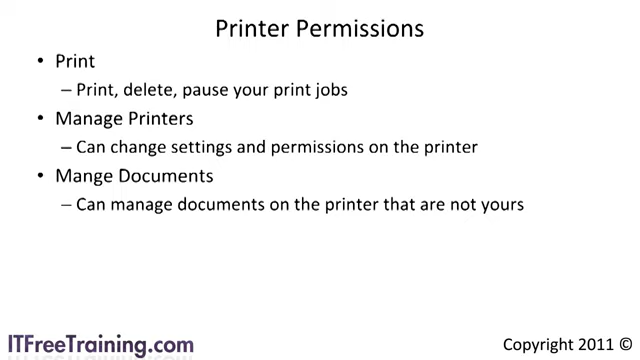 Printer Permissions
• Print
– Print, delete, pause your print jobs
• Manage Printers
– Can change settings and permissions on the printer
• Mange Documents
– Can manage documents on the printer that are not yours
ITFreeTraining.com
Copyright 2011 ©